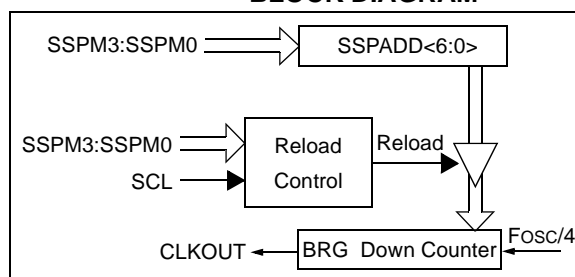 BLOCK DIAGRAM
SSPM3:SSPM0
SSPADD<6:0>
SSPM3:SSPM0
SCL
Reload
Control
Reload
CLKOUT
BRG Down Counter
FOSC/4